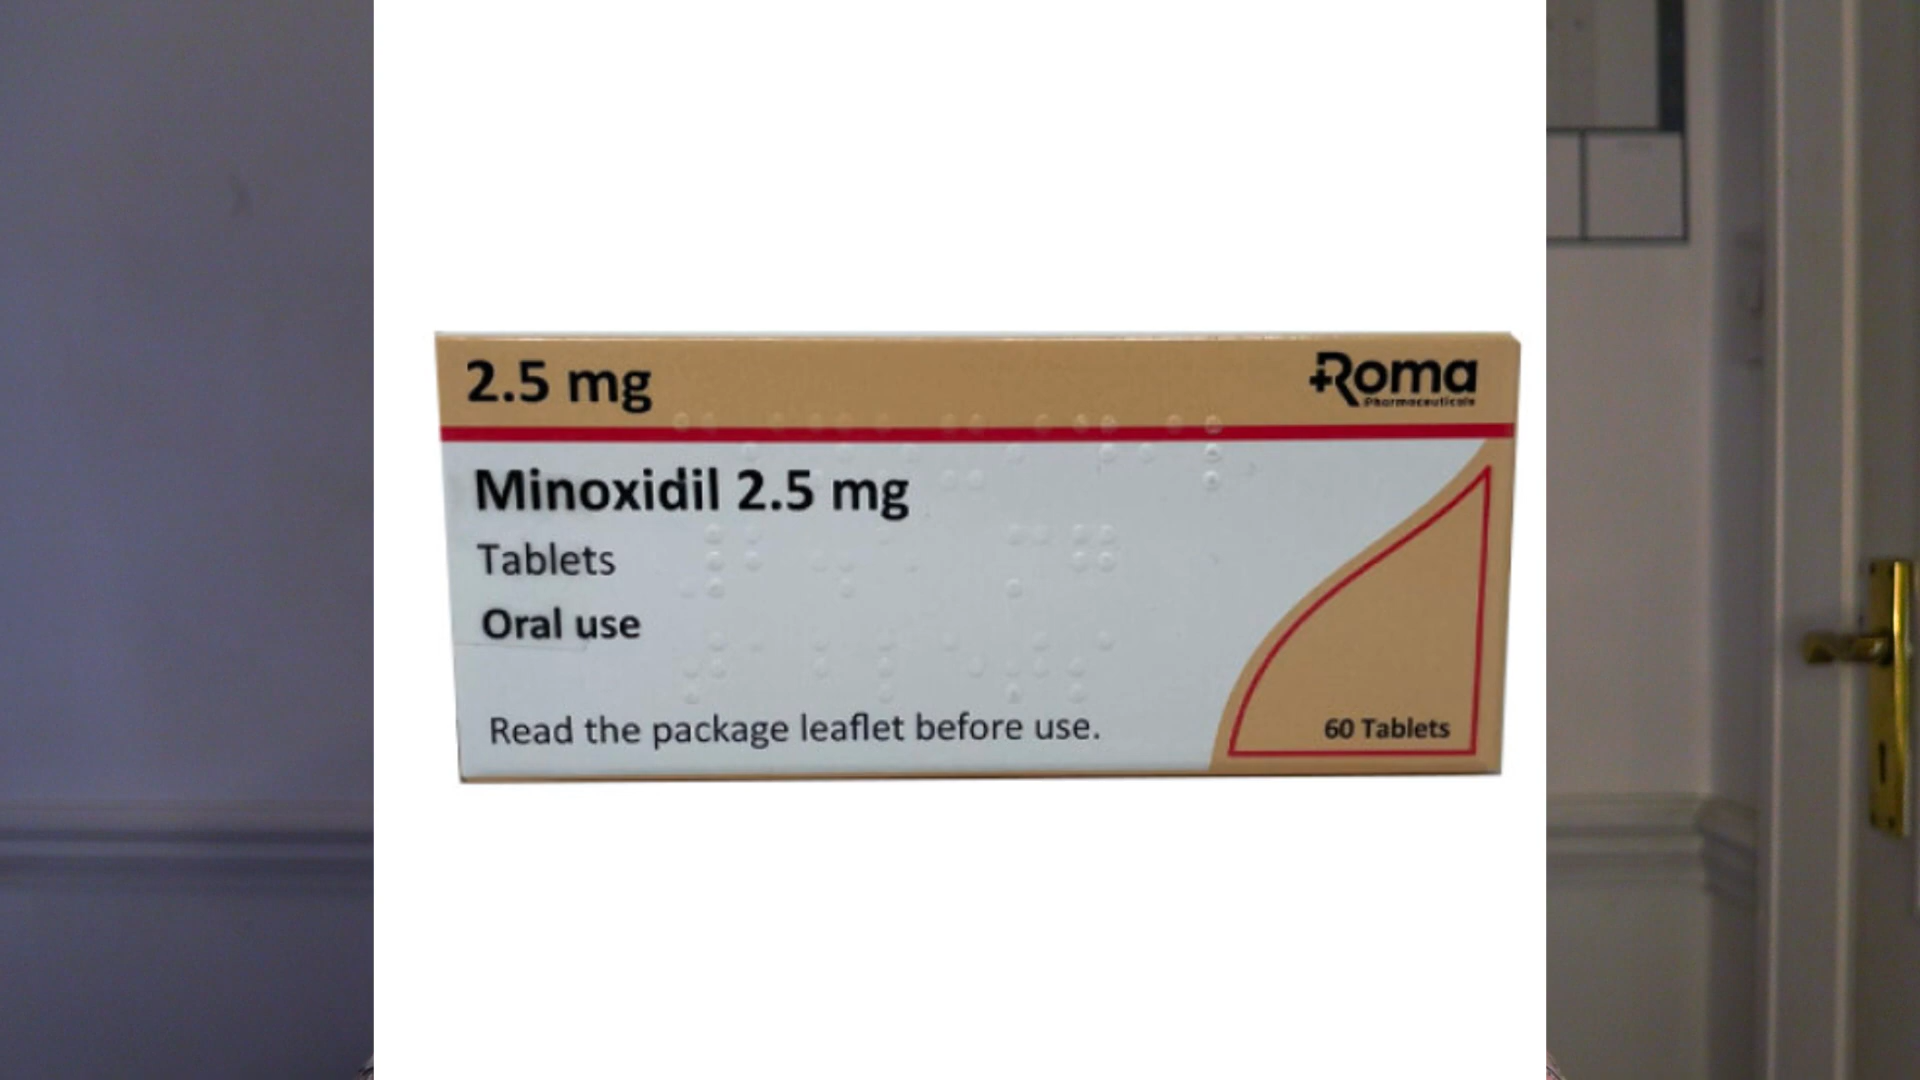 2.5 mg
Roma
Pharmaceuticals
Minoxidil 2.5 mg
Tablets
Oral use
Read the package leaflet before use.
60 Tablets